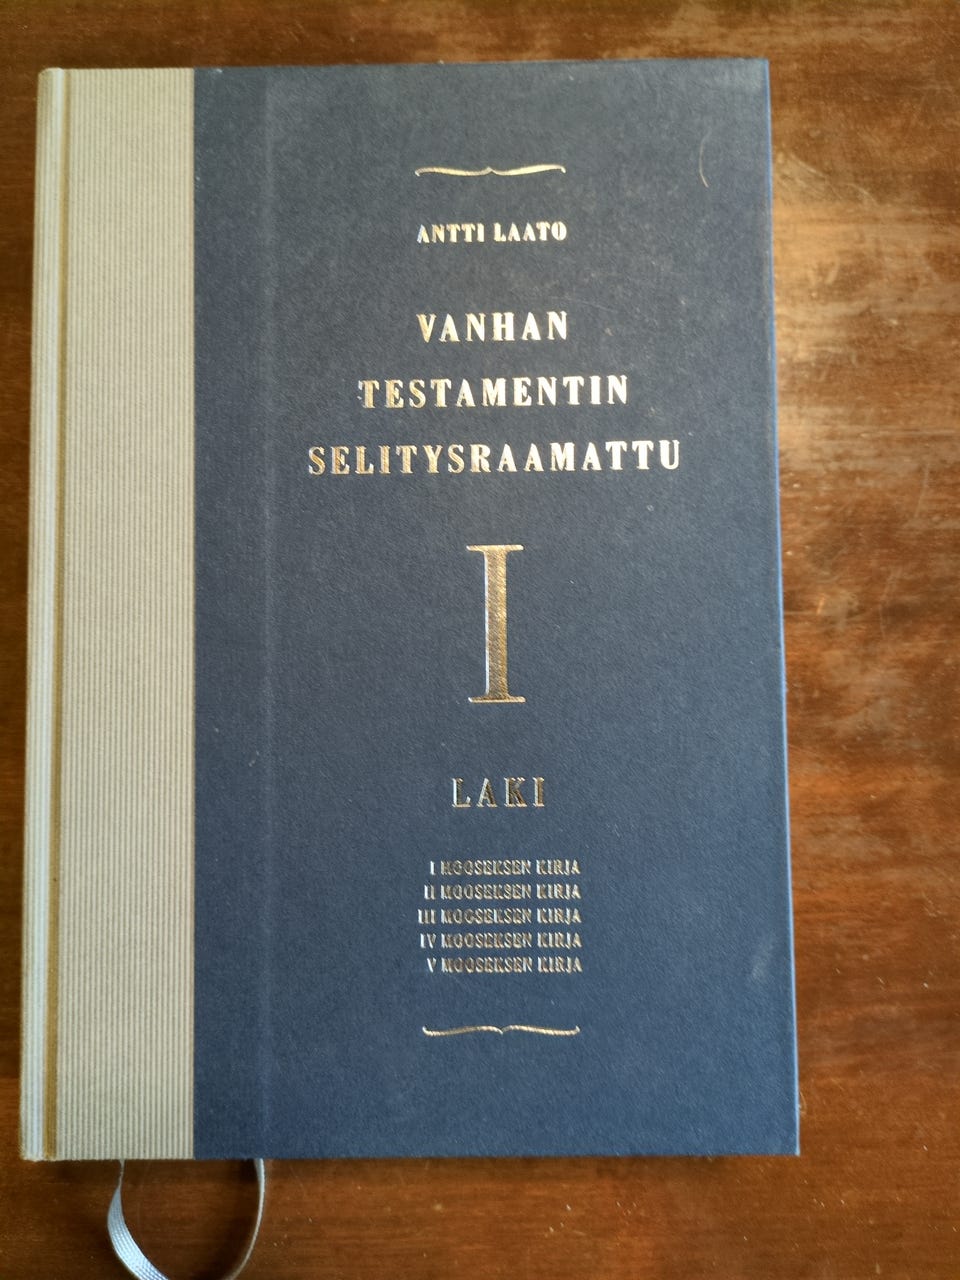 ANTTI LAATO
VANHAN
TESTAMENTIN
SELITYSRAAMATTU
I
LAKI
I MOOSEKSEN KIRJA
II MOOSEKSEN KIRJA
III MOOSEKSEN KIRJA
IV MOOSEKSEN KIRJA
V MOOSEKSEN KIRJA